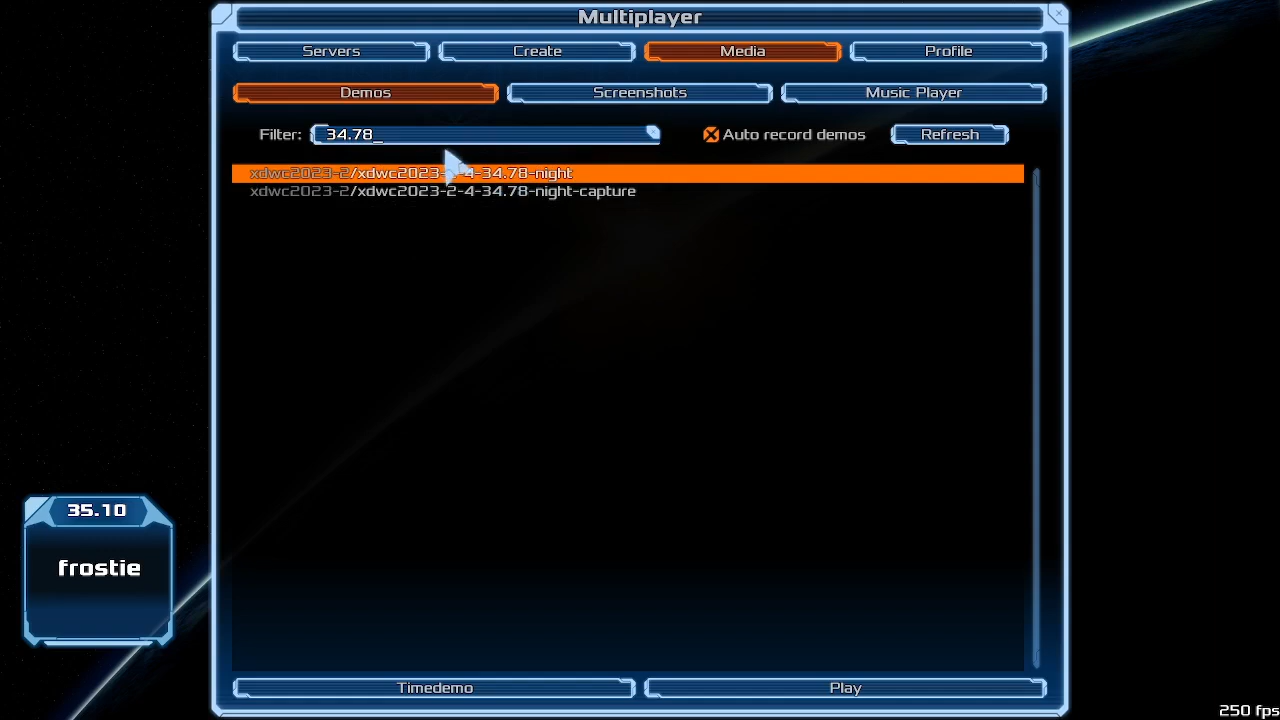 Multiplayer
Servers
Create
Media
Profile
Demos
Screenshots
Music Player
Filter: 34.78_
Auto record demos
Refresh
xdwc2023-2/xdwc2023-2-4-34.78-night
xdwc2023-2/xdwc2023-2-4-34.78-night-capture
35.10
frostie
Timedemo
Play
250 fps